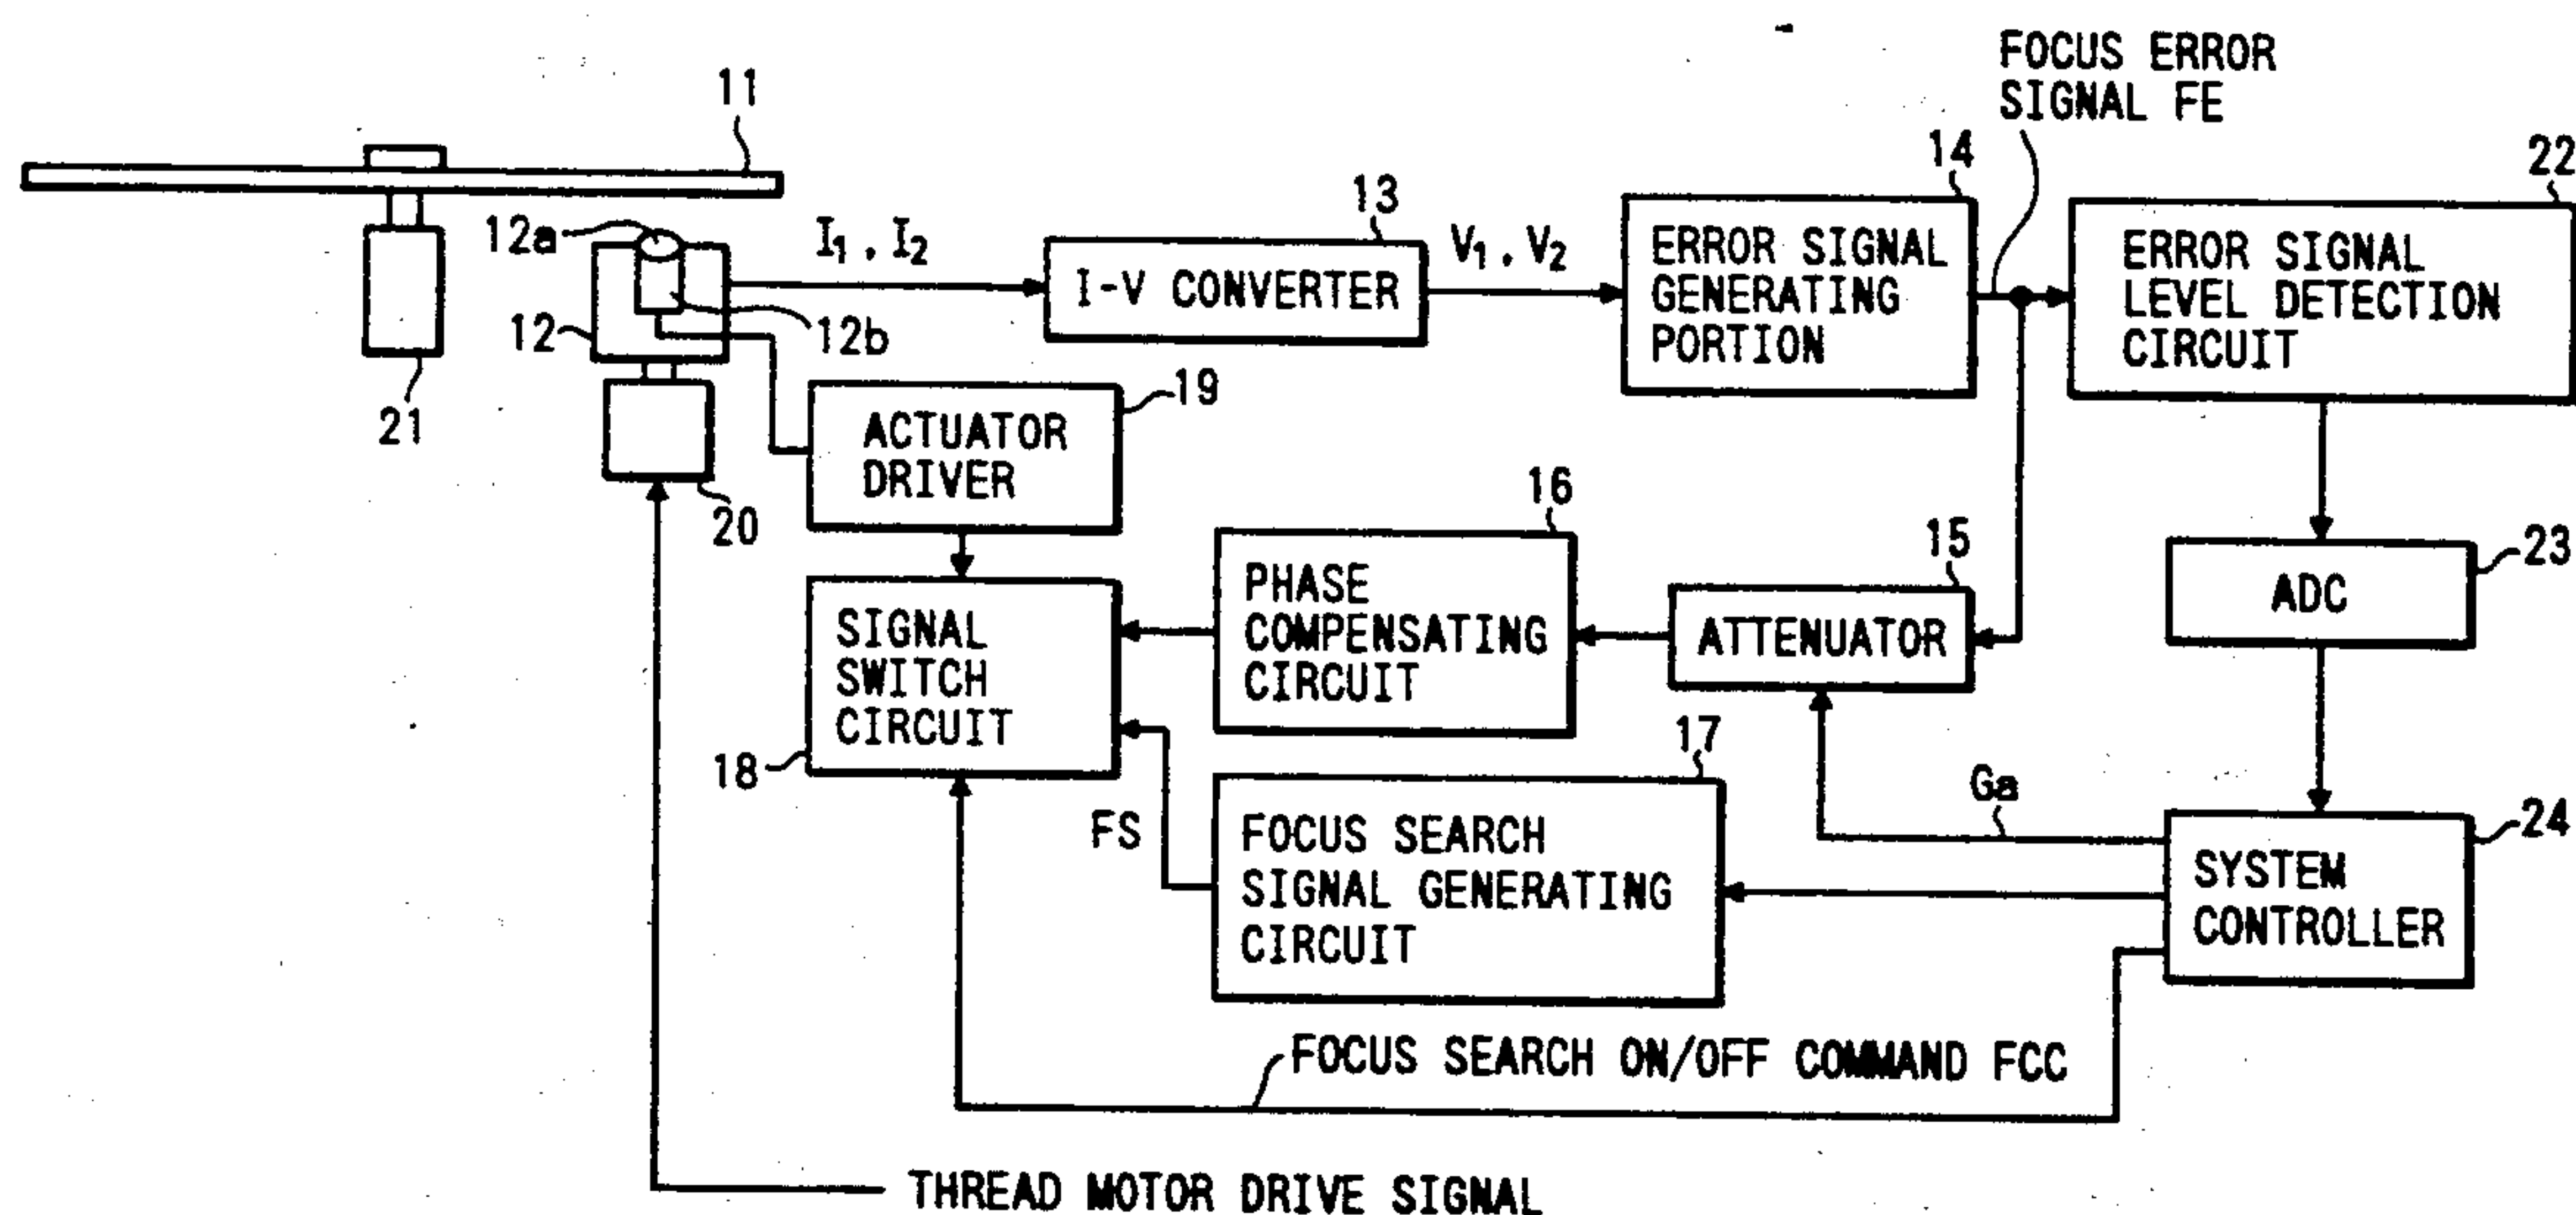 FOCUS ERROR
SIGNAL FE
11
14
22
13
12a
I1 , I2
V1 , V2
I-V CONVERTER
ERROR SIGNAL
GENERATING
PORTION
ERROR SIGNAL
LEVEL DETECTION
CIRCUIT
12
12b
21
19
ACTUATOR
DRIVER
20
16
15
23
PHASE
COMPENSATING
CIRCUIT
ATTENUATOR
ADC
SIGNAL
SWITCH
CIRCUIT
18
17
Ga
24
FS
FOCUS SEARCH
SIGNAL GENERATING
CIRCUIT
SYSTEM
CONTROLLER
FOCUS SEARCH ON/OFF COMMAND FCC
THREAD MOTOR DRIVE SIGNAL